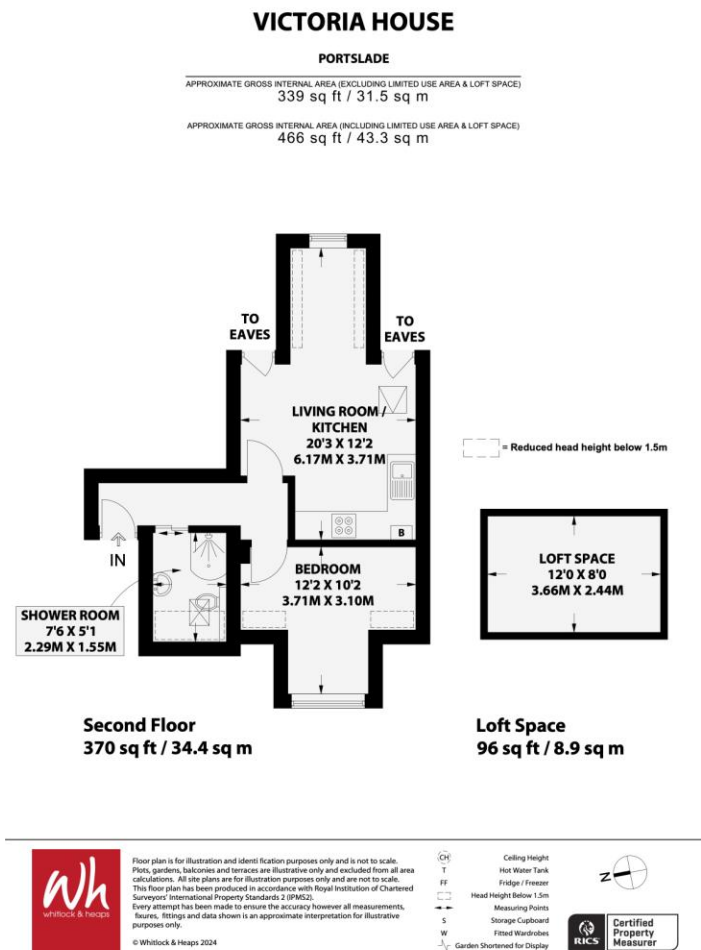 VICTORIA HOUSE
PORTSLADE
APPROXIMATE GROSS INTERNAL AREA (EXCLUDING LIMITED USE AREA & LOFT SPACE)
339 sq ft / 31.5 sq m
APPROXIMATE GROSS INTERNAL AREA (INCLUDING LIMITED USE AREA & LOFT SPACE)
466 sq ft / 43.3 sq m
TO
EAVES
TO
EAVES
LIVING ROOM /
KITCHEN
20'3 X 12'2
6.17M X 3.71M
= Reduced head height below 1.5m
B
IN
BEDROOM
12'2 X 10'2
3.71M X 3.10M
LOFT SPACE
12'0 X 8'0
3.66M X 2.44M
SHOWER ROOM
7'6 X 5'1
2.29M X 1.55M
Second Floor
370 sq ft / 34.4 sq m
Loft Space
96 sq ft / 8.9 sq m
Wh
whitlock & heaps
Floor plan is for illustration and identi fication purposes only and is not to scale.
Plots, gardens, balconies and terraces are illustrative only and excluded from all area
calculations. All site plans are for illustration purposes only and are not to scale.
This floor plan has been produced in accordance with Royal Institution of Chartered
Surveyors' International Property Standards 2 (IPMS2).
Every attempt has been made to ensure the accuracy however all measurements,
fixures, fittings and data shown is an approximate interpretation for illustrative
purposes only.
© Whitlock & Heaps 2024
CH Ceiling Height
T Hot Water Tank
FF Fridge / Freezer
Head Height Below 1.5m
Measuring Points
S Storage Cupboard
W Fitted Wardrobes
Garden Shortened for Display
Z
RICS
Certified
Property
Measurer